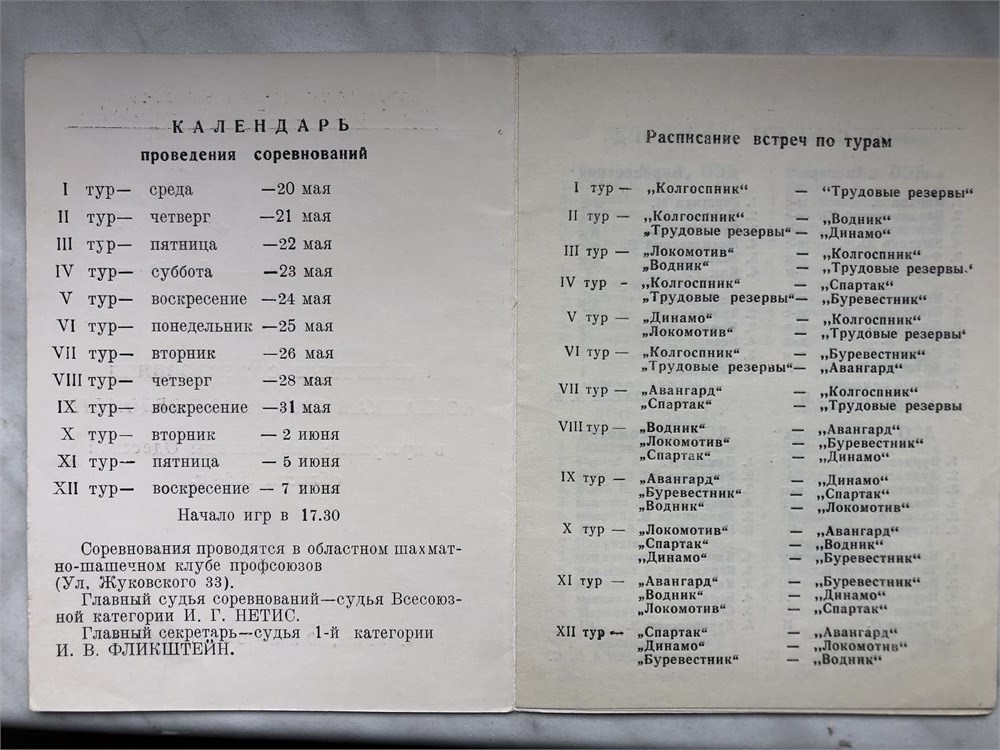 КАЛЕНДАРЬ
проведения соревнований
I тур— среда —20 мая
II тур— четверг —21 мая
III тур— пятница —22 мая
IV тур— суббота —23 мая
V тур— воскресение —24 мая
VI тур— понедельник —25 мая
VII тур— вторник —26 мая
VIII тур— четверг —28 мая
IX тур— воскресение —31 мая
X тур— вторник — 2 июня
XI тур— пятница — 5 июня
XII тур— воскресение — 7 июня
Начало игр в 17.30
Соревнования проводятся в областном шахмат-
но-шашечном клубе профсоюзов
(Ул. Жуковского 33).
Главный судья соревнований—судья Всесоюз-
ной категории И. Г. НЕТИС.
Главный секретарь—судья 1-й категории
И. В. ФЛИКШТЕЙН.
Расписание встреч по турам
I тур — „Колгоспник“ — “Трудовые резервы“
II тур — „Колгоспник“ — „Водник“
„Трудовые резервы“ — „Динамо“
III тур — „Локомотив“ — „Колгоспник“
„Водник“ — „Трудовые резервы.‘
IV тур - „Колгоспник“ — „Спартак“
„Трудовые резервы“— „Буревестник“
V тур — „Динамо“ — „Колгоспник“
„Локомотив“ — „Трудовые резервы‘
VI тур — „Колгоспник“ — „Буревестник“
„Трудовые резервы“— „Авангард“
VII тур — „Авангард“ — „Колгоспник“
„Спартак“ — „Трудовые резервы
VIII тур — „Водник“ — „Авангард“
„Локомотив“ — „Буревестник“
„Спартак“ — „Динамо“
IX тур — „Авангард“ — „Динамо“
„Буревестник“ — „Спартак“
„Водник“ — „Локомотив“
X тур — „Локомотив“ — „Авангард“
„Спартак“ — „Водник“
„Динамо“ — „Буревестник“
XI тур — „Авангард“ — „Буревестник“
„Водник“ — „Динамо“
„Локомотив“ — „Спартак“
XII тур — „Спартак“ — „Авангард“
„Динамо“ — „Локомотив“
„Буревестник“ — „Водник“